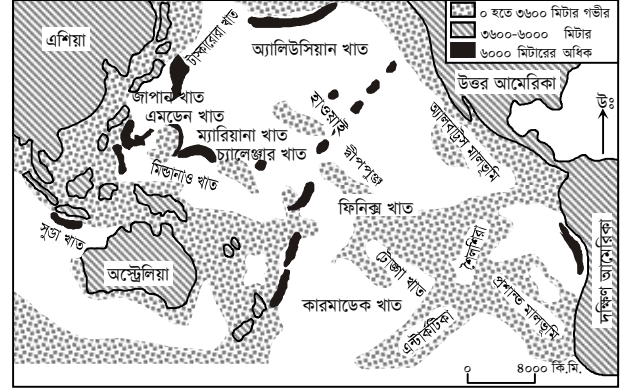 ০ হতে ৩৬০০ মিটার গভীর
৩৬০০-৬০০০ মিটার
৬০০০ মিটারের অধিক
এশিয়া
টাস্কারোরা খাত
অ্যালিউসিয়ান খাত
উত্তর আমেরিকা
উঃ
জাপান খাত
এমডেন খাত
ম্যারিয়ানা খাত
চ্যালেঞ্জার খাত
হাওয়াই দ্বীপপুঞ্জ
অ্যালবাট্রস মালভূমি
মিন্ডানাও খাত
ফিনিক্স খাত
সুন্ডা খাত
অস্ট্রেলিয়া
টোঙ্গা খাত
শৈলশিরা
প্রশান্ত মালভূমি
দক্ষিণ আমেরিকা
কারমাডেক খাত
এন্টার্কটিকা
০ ৪০০০ কি.মি.